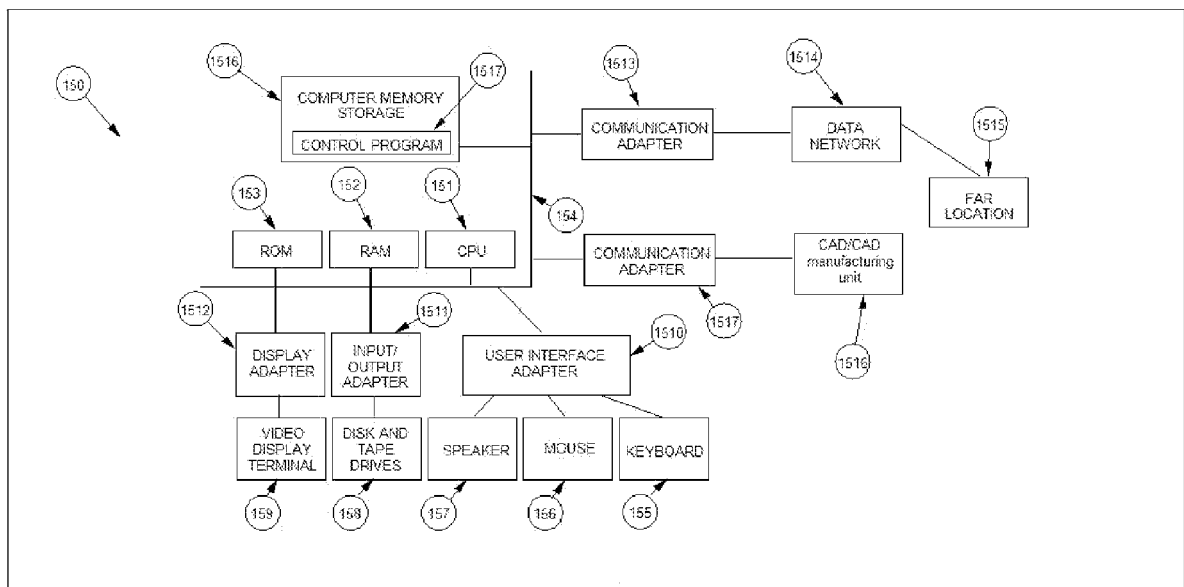 150
1516
1517
COMPUTER MEMORY
STORAGE
CONTROL PROGRAM
1513
COMMUNICATION
ADAPTER
1514
DATA
NETWORK
1515
FAR
LOCATION
153
ROM
152
RAM
151
CPU
154
COMMUNICATION
ADAPTER
1517
CAD/CAD
manufacturing
unit
1516
1512
DISPLAY
ADAPTER
1511
INPUT/
OUTPUT
ADAPTER
1510
USER INTERFACE
ADAPTER
VIDEO
DISPLAY
TERMINAL
DISK AND
TAPE
DRIVES
SPEAKER
MOUSE
KEYBOARD
159
158
157
156
155